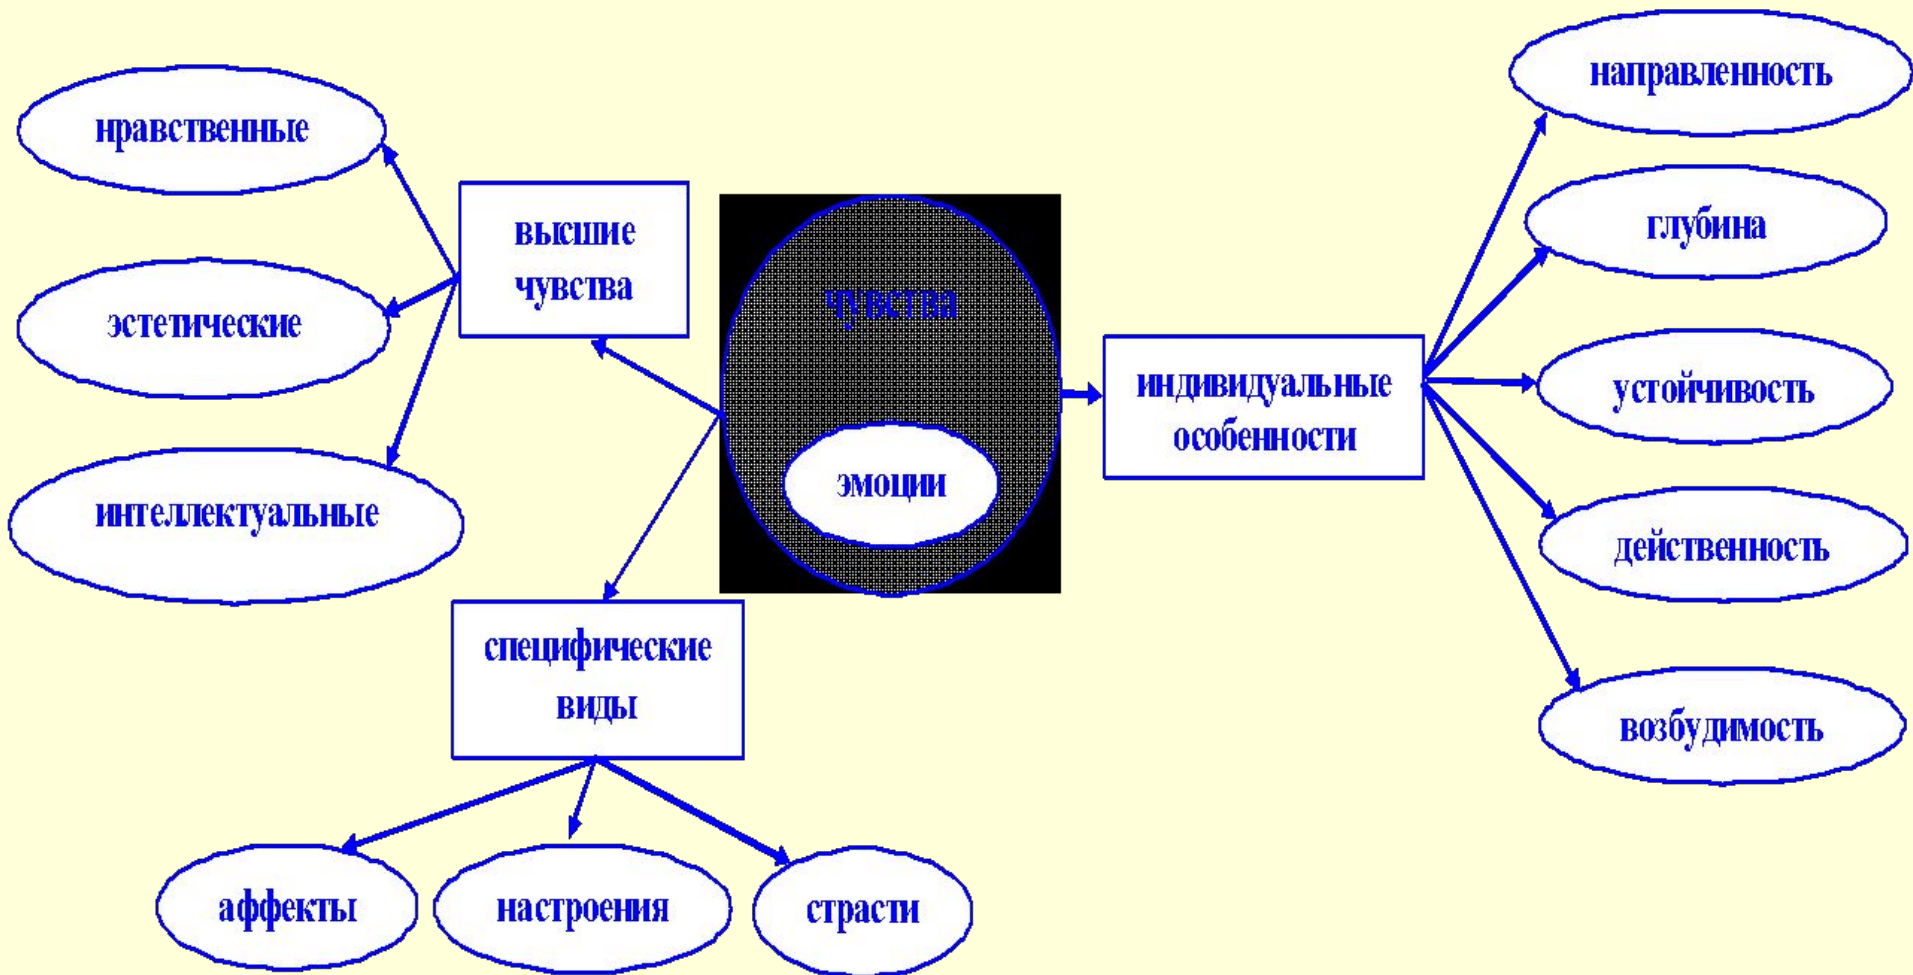 нравственные
эстетические
интеллектуальные
высшие
чувства
чувства
эмоции
специфические
виды
аффекты
настроения
страсти
индивидуальные
особенности
направленность
глубина
устойчивость
действенность
возбудимость